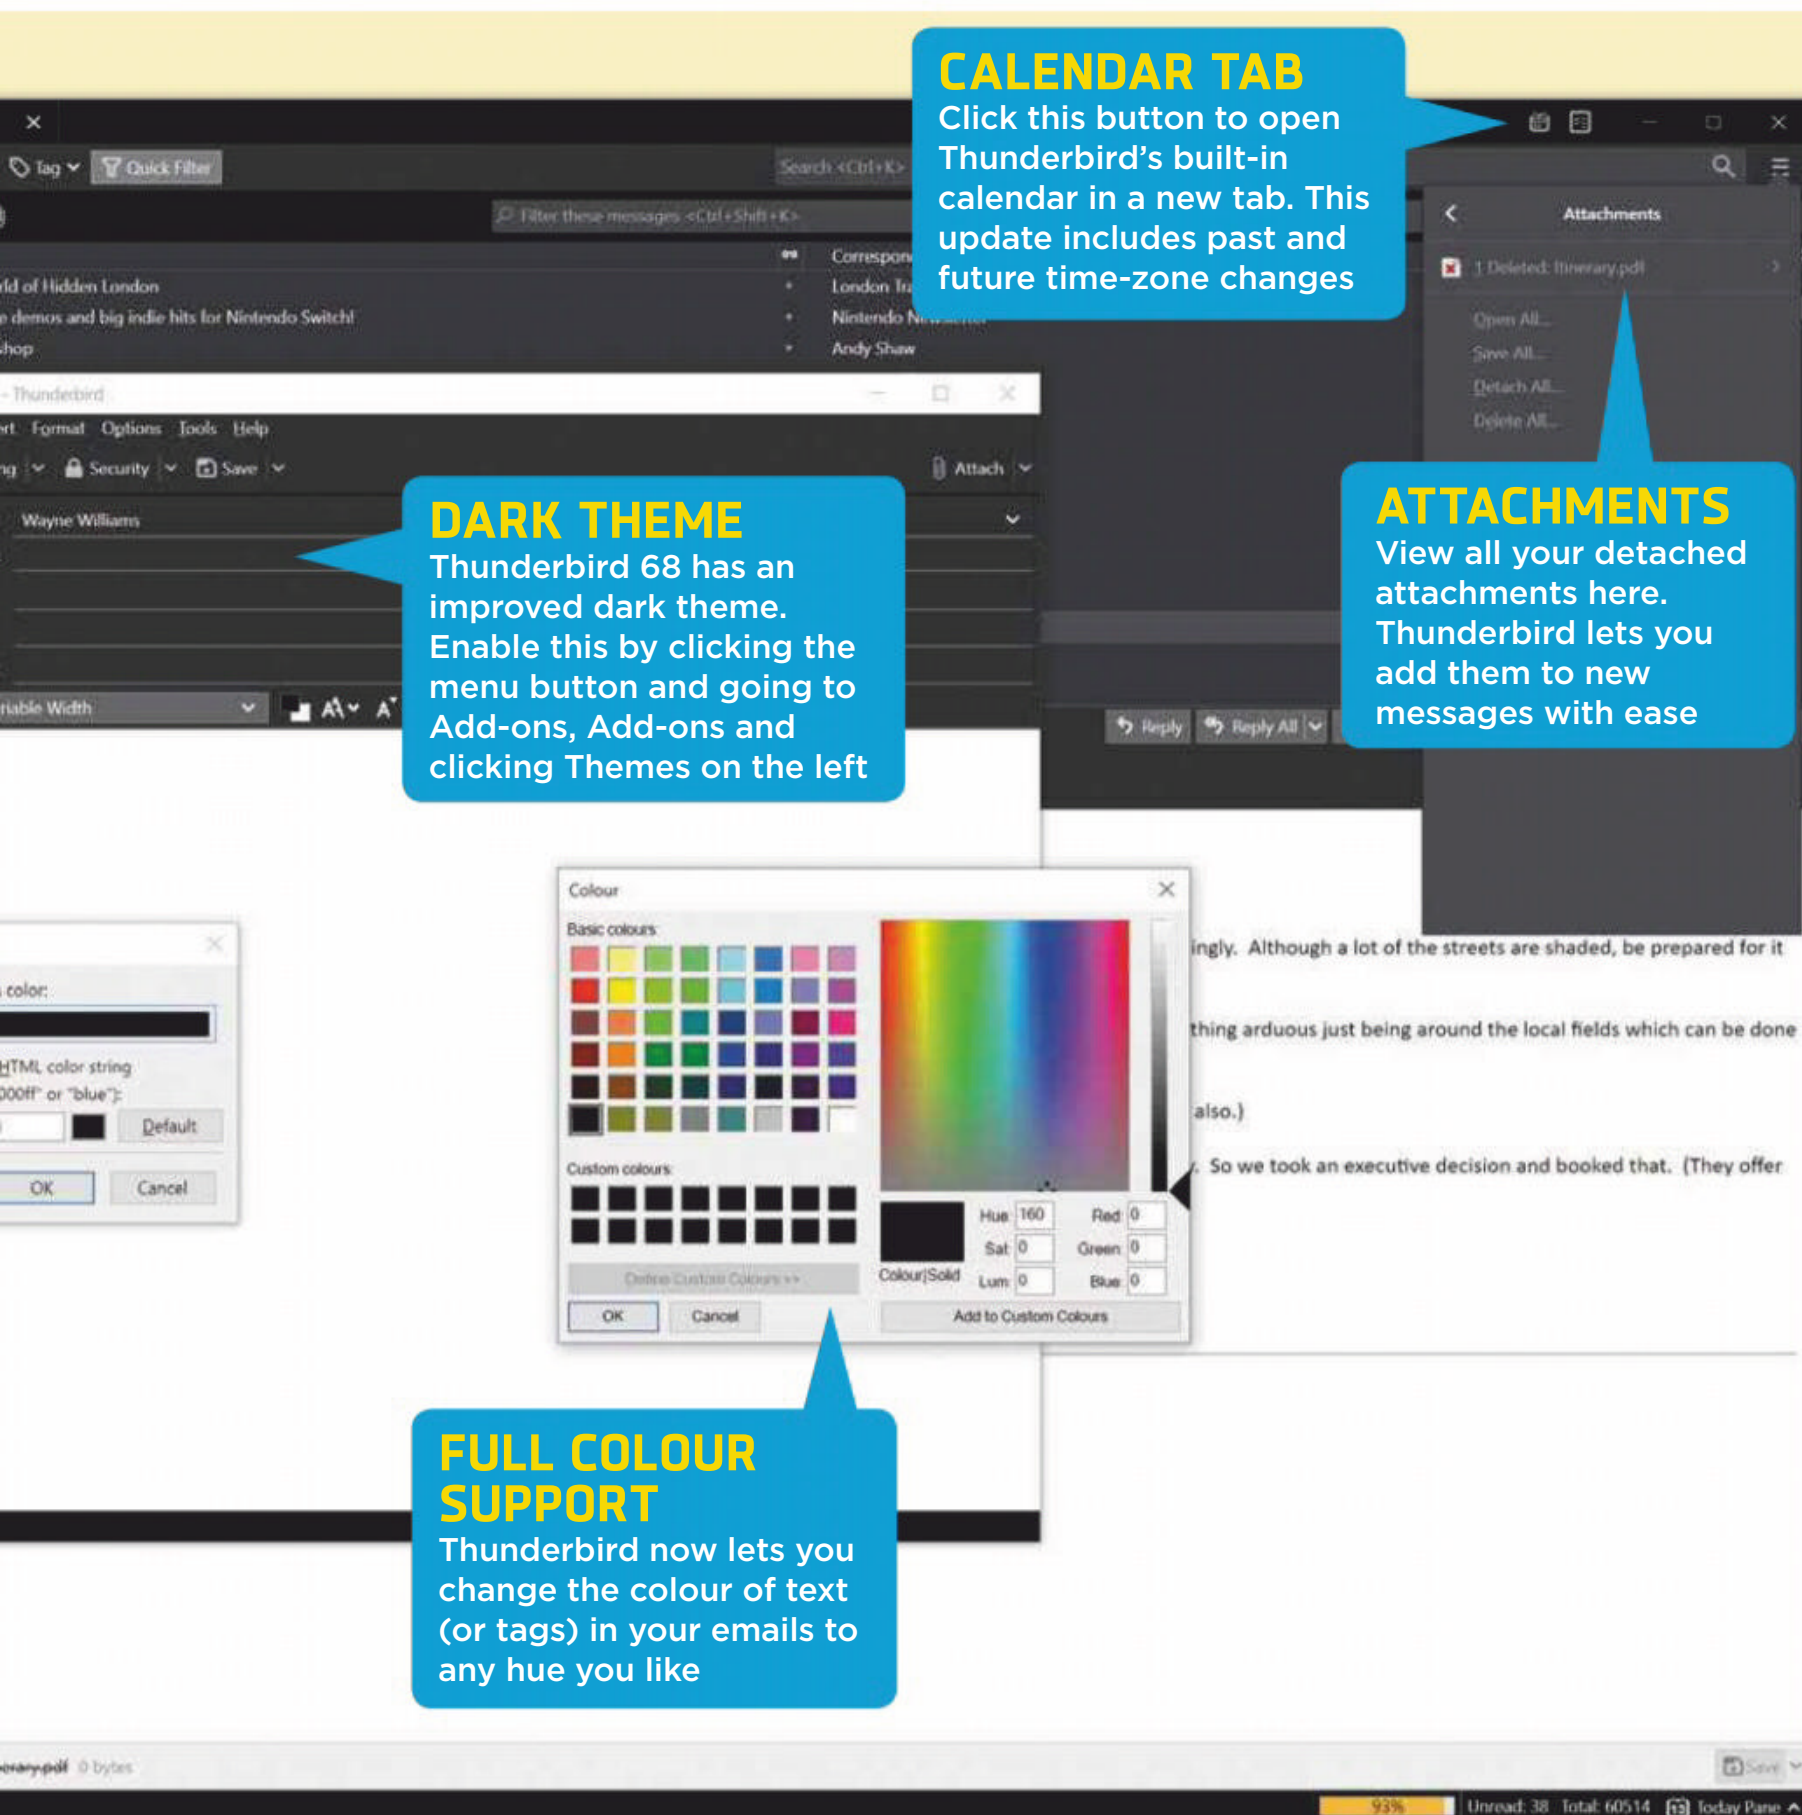 CALENDAR TAB
Click this button to open
Thunderbird's built-in
calendar in a new tab. This
update includes past and
future time-zone changes
Tag
Quick Filter
Search <Ctrl+K>
Filter these messages <Ctrl+Shift+K>
Attachments
1 Deleted: Itinerary.pdf
Open All...
Save All...
Detach All...
Delete All...
of Hidden London
London
demos and big indie hits for Nintendo Switch!
Nintendo
Andy Shaw
- Thunderbird
Format Options Tools Help
Security Save
Attach
Wayne Williams
DARK THEME
Thunderbird 68 has an
improved dark theme.
Enable this by clicking the
menu button and going to
Add-ons, Add-ons and
clicking Themes on the left
ATTACHMENTS
View all your detached
attachments here.
Thunderbird lets you
add them to new
messages with ease
Width
Reply Reply All
Colour
Basic colours:
Custom colours:
Define Custom Colours >>
OK Cancel
Hue: 160 Red: 0
Sat: 0 Green: 0
Lum: 0 Blue: 0
Colour|Solid
Add to Custom Colours
color:
HTML color string
000ff" or "blue"):
Default
OK Cancel
ingly. Although a lot of the streets are shaded, be prepared for it
thing arduous just being around the local fields which can be done
also.)
. So we took an executive decision and booked that. (They offer
FULL COLOUR
SUPPORT
Thunderbird now lets you
change the colour of text
(or tags) in your emails to
any hue you like
erary.pdf 0 bytes
Save
93% Unread: 38 Total: 60514 Today Pane